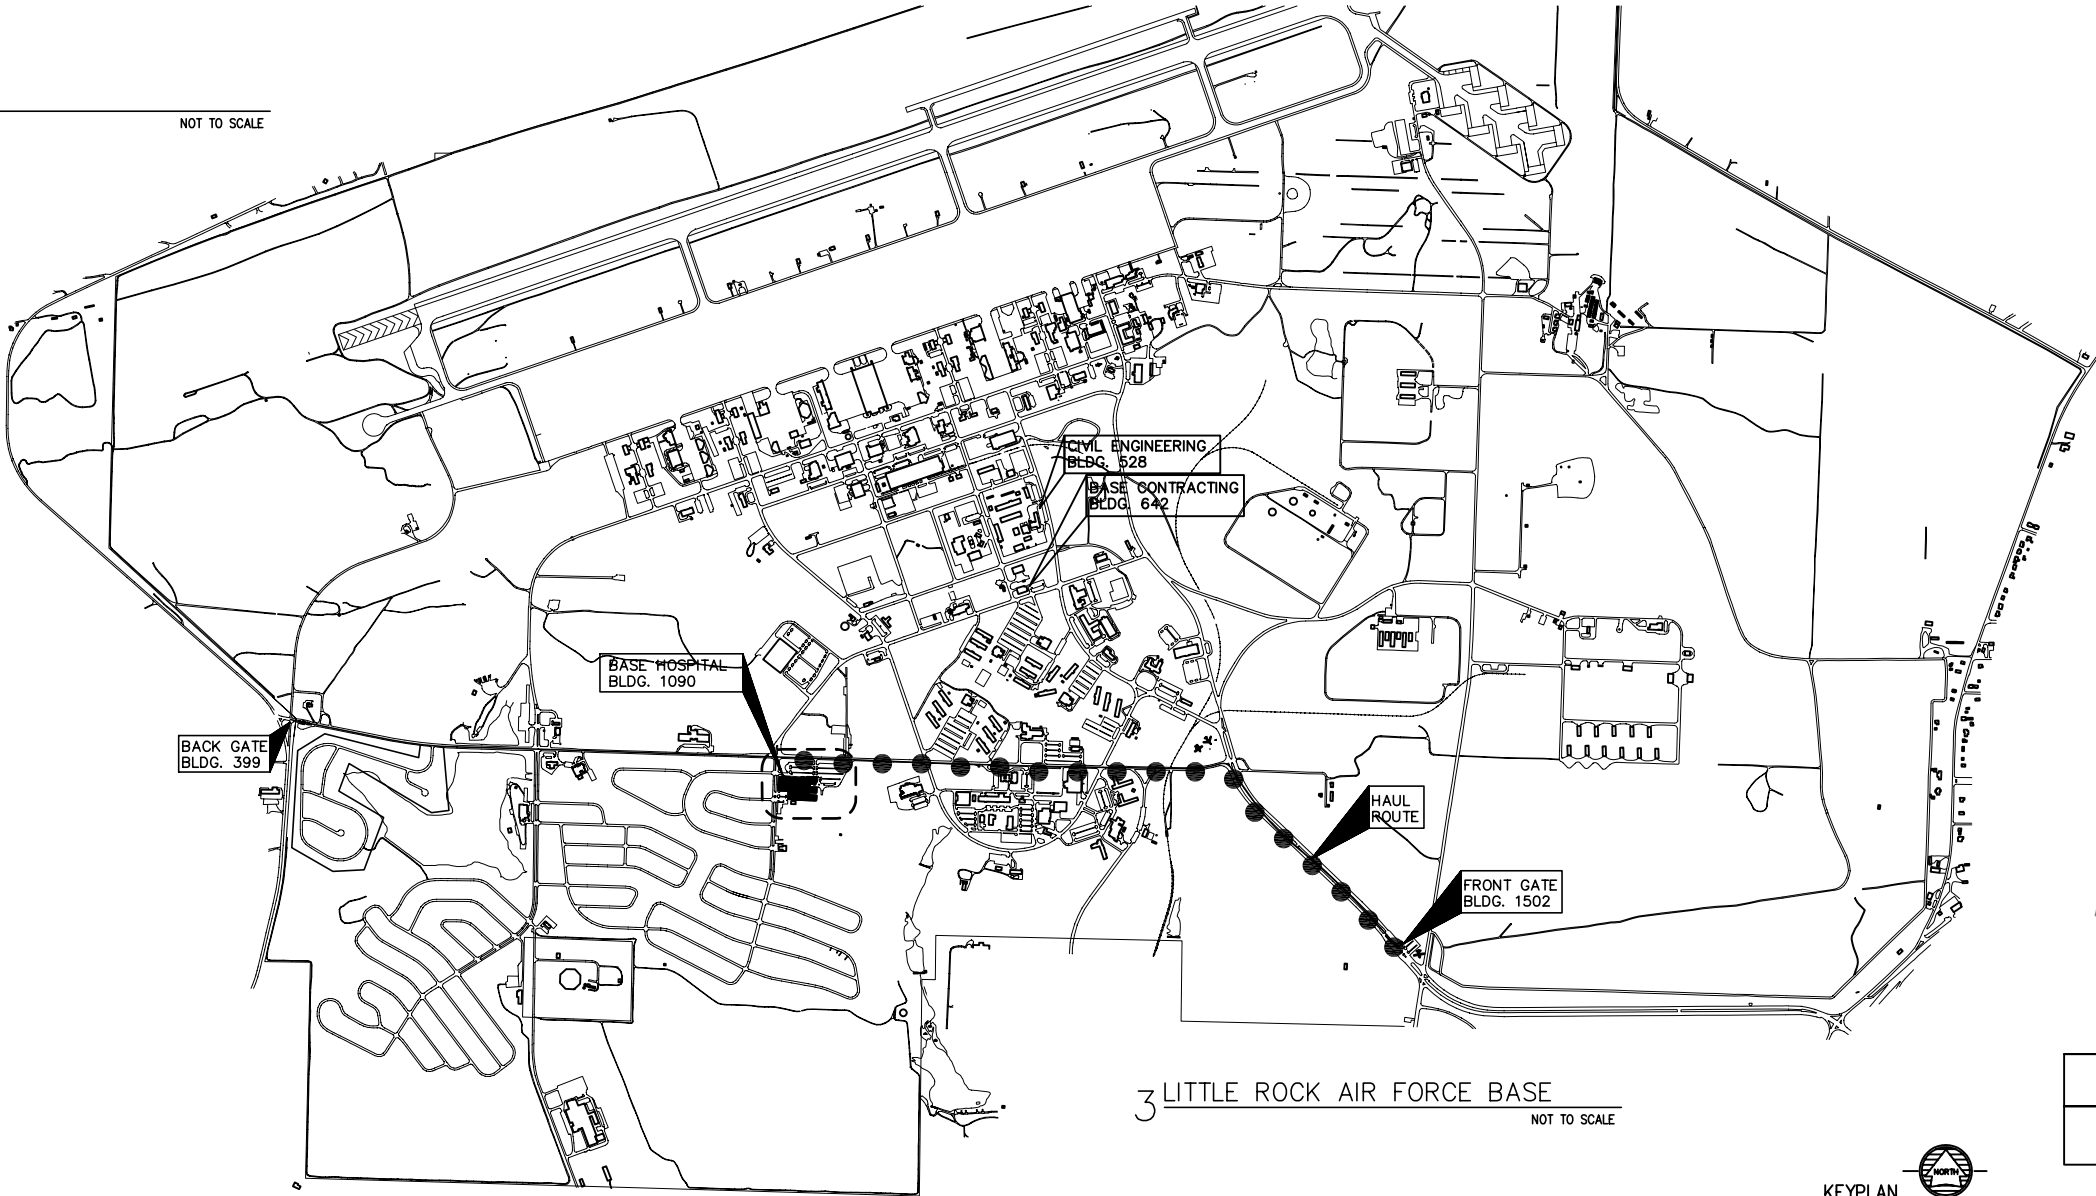 NOT TO SCALE
CIVIL ENGINEERING
BLDG. 528
BASE CONTRACTING
BLDG. 642
BASE HOSPITAL
BLDG. 1090
BACK GATE
BLDG. 399
HAUL
ROUTE
FRONT GATE
BLDG. 1502
3 LITTLE ROCK AIR FORCE BASE
NOT TO SCALE
NORTH
KEYPLAN